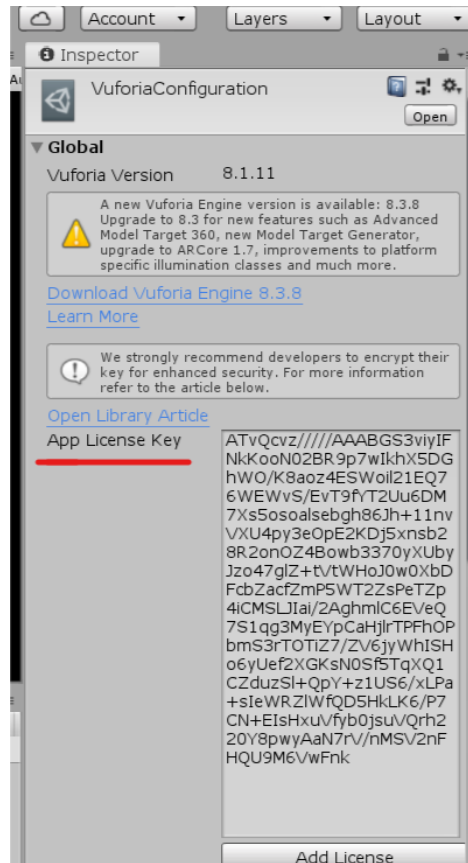 Account
Layers
Layout
Inspector
VuforiaConfiguration
Open
Global
Vuforia Version 8.1.11
A new Vuforia Engine version is available: 8.3.8
Upgrade to 8.3 for new features such as Advanced
Model Target 360, new Model Target Generator,
upgrade to ARCore 1.7, improvements to platform
specific illumination classes and much more.
Download Vuforia Engine 8.3.8
Learn More
We strongly recommend developers to encrypt their
key for enhanced security. For more information
refer to the article below.
Open Library Article
App License Key
ATvQcvz/////AAABGS3viyIF
NkKooN02BR9p7wIkhX5DG
hWO/K8aoz4ESWoil21EQ7
6WEWvS/EvT9fYT2Uu6DM
7Xs5osoalsebgh86Jh+11nv
VXU4py3eOpE2KDj5xnsb2
8R2onOZ4Bowb3370yXUby
Jzo47glZ+tVtWHoJ0w0XbD
FcbZacfZmP5WT2ZsPeTZp
4iCMSLJIai/2AghmlC6EVeQ
7S1qg3MyEYpCaHjlrTPFhOP
bmS3rTOTiZ7/ZV6jyWhISH
o6yUef2XGKsN0Sf5TqXQ1
CZduzSl+QpY+z1US6/xLPa
+sIeWRZlWfQD5HkLK6/P7
CN+EIsHxuVfyb0jsuVQrh2
20Y8pwyAaN7rV/nMSV2nF
HQU9M6VwFnk
Add License